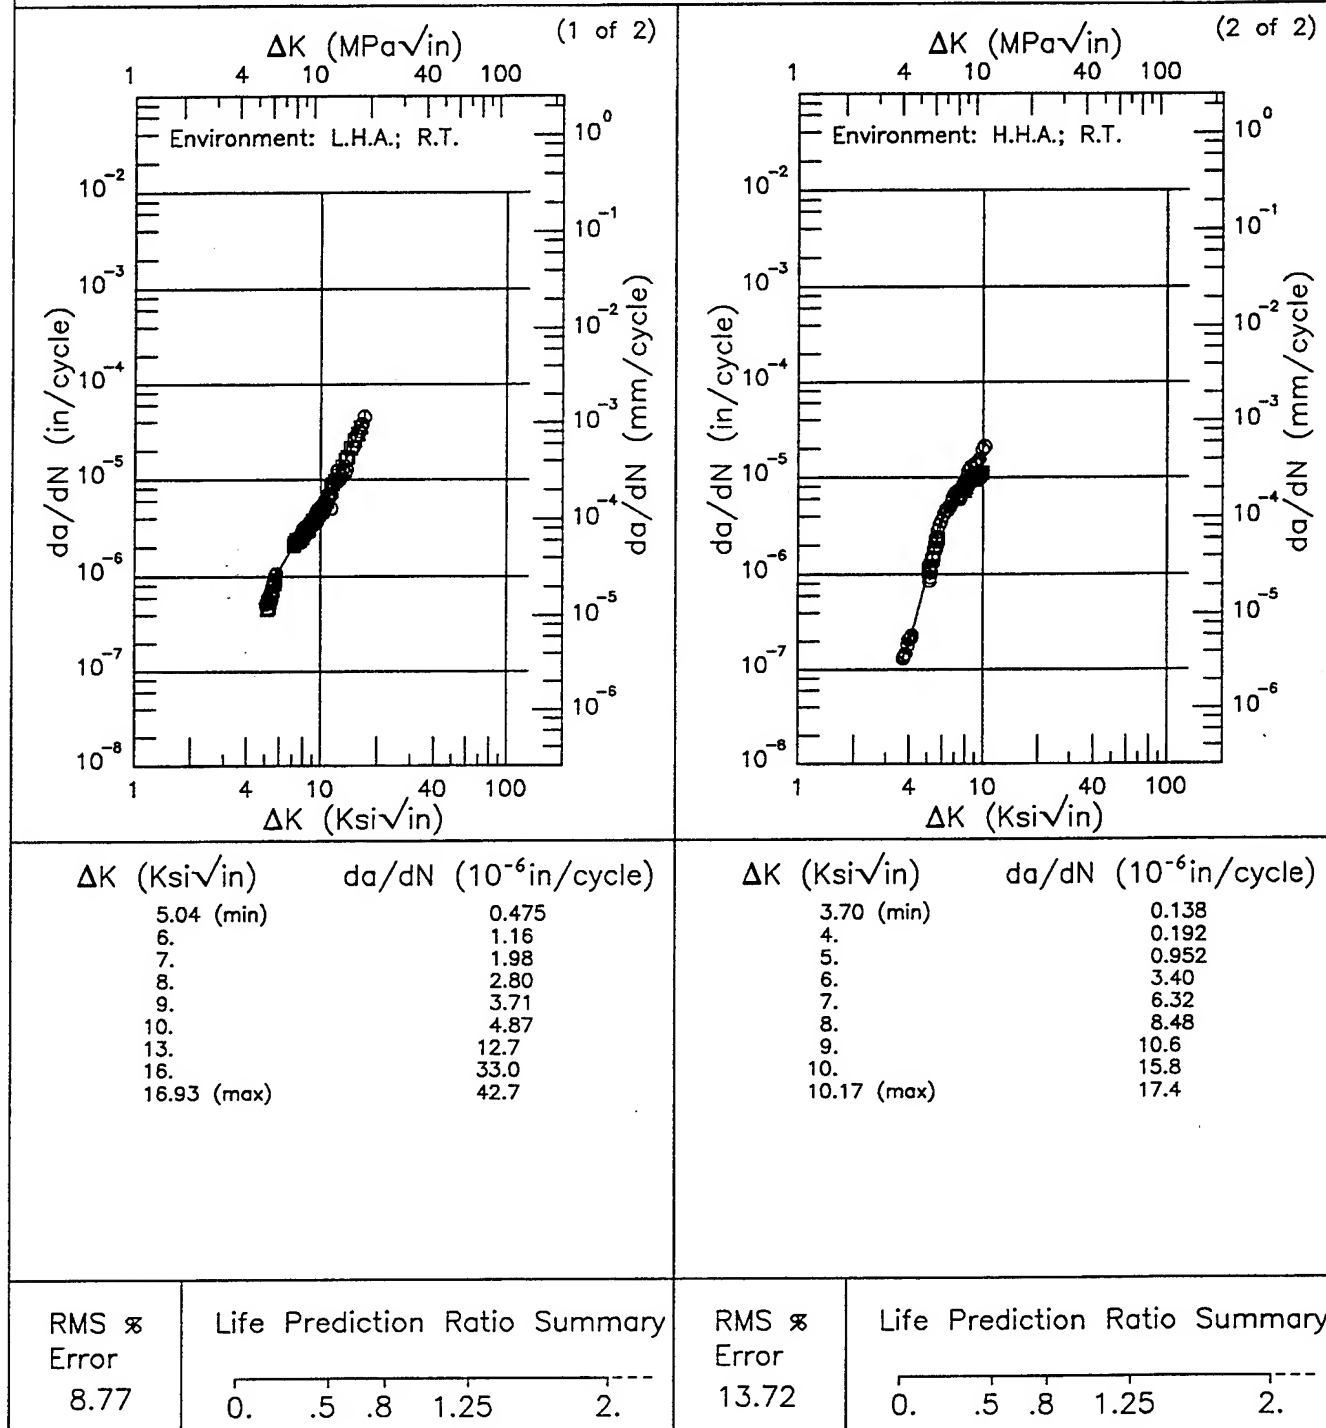 (1 of 2)
ΔK (MPa√in)
1 4 10 40 100
Environment: L.H.A.; R.T.
da/dN (in/cycle)
10⁻²
10⁻³
10⁻⁴
10⁻⁵
10⁻⁶
10⁻⁷
10⁻⁸
10⁰
10⁻¹
10⁻²
10⁻³
10⁻⁴
10⁻⁵
10⁻⁶
da/dN (mm/cycle)
1 4 10 40 100
ΔK (Ksi√in)
ΔK (Ksi√in) da/dN (10⁻⁶in/cycle)
5.04 (min) 0.475
6. 1.16
7. 1.98
8. 2.80
9. 3.71
10. 4.87
13. 12.7
16. 33.0
16.93 (max) 42.7
RMS %
Error
8.77
Life Prediction Ratio Summary
0. .5 .8 1.25 2.
(2 of 2)
ΔK (MPa√in)
1 4 10 40 100
Environment: H.H.A.; R.T.
da/dN (in/cycle)
10⁻²
10⁻³
10⁻⁴
10⁻⁵
10⁻⁶
10⁻⁷
10⁻⁸
10⁰
10⁻¹
10⁻²
10⁻³
10⁻⁴
10⁻⁵
10⁻⁶
da/dN (mm/cycle)
1 4 10 40 100
ΔK (Ksi√in)
ΔK (Ksi√in) da/dN (10⁻⁶in/cycle)
3.70 (min) 0.138
4. 0.192
5. 0.952
6. 3.40
7. 6.32
8. 8.48
9. 10.6
10. 15.8
10.17 (max) 17.4
RMS %
Error
13.72
Life Prediction Ratio Summary
0. .5 .8 1.25 2.